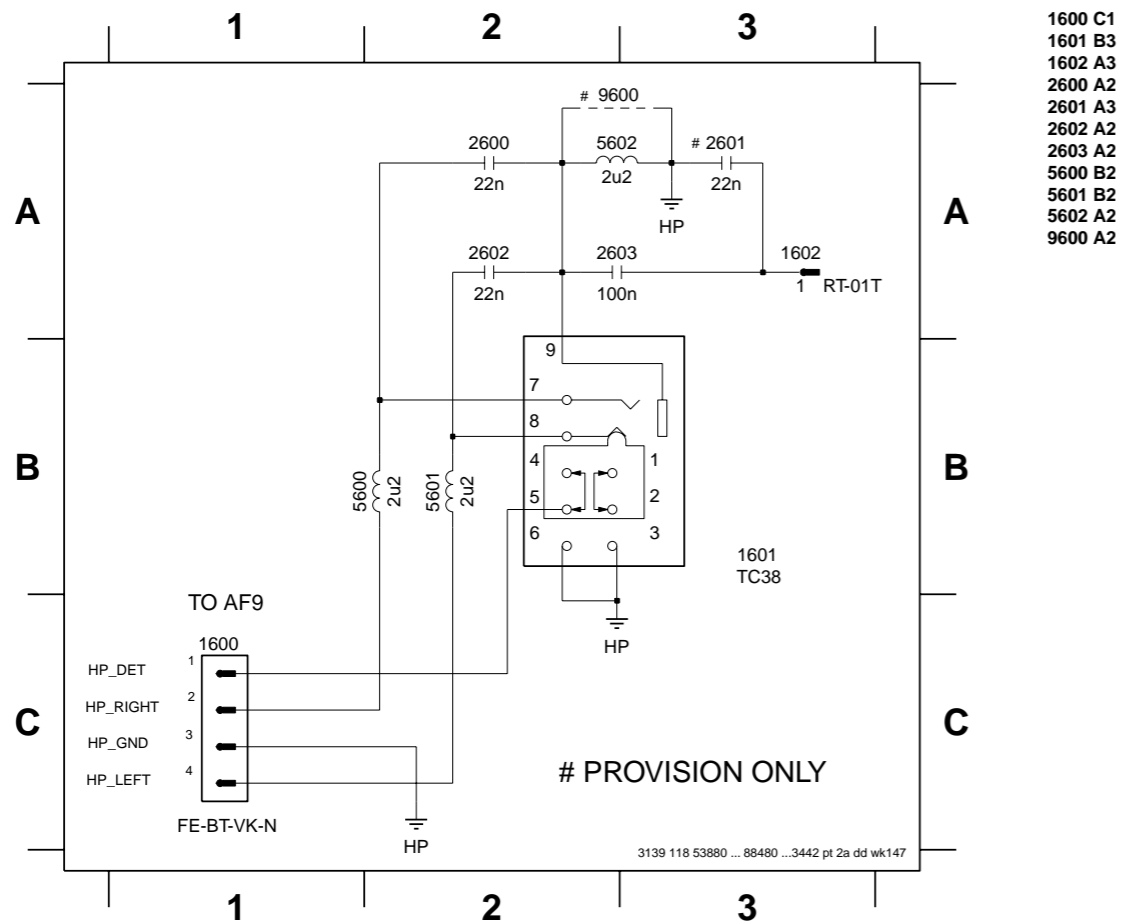 1 2 3
1600 C1
1601 B3
1602 A3
2600 A2
2601 A3
2602 A2
2603 A2
5600 B2
5601 B2
5602 A2
9600 A2
# 9600
2600 5602 # 2601
22n 2u2 22n
A HP A
2602 2603 1602
22n 100n 1 RT-01T
9
7
8
B 4 1 B
5600 2u2 5601 2u2 5 2
6 3
1601
TC38
TO AF9
1600 HP
HP_DET 1
HP_RIGHT 2
C C
HP_GND 3
HP_LEFT 4
# PROVISION ONLY
FE-BT-VK-N
HP
3139 118 53880 ... 88480 ...3442 pt 2a dd wk147
1 2 3